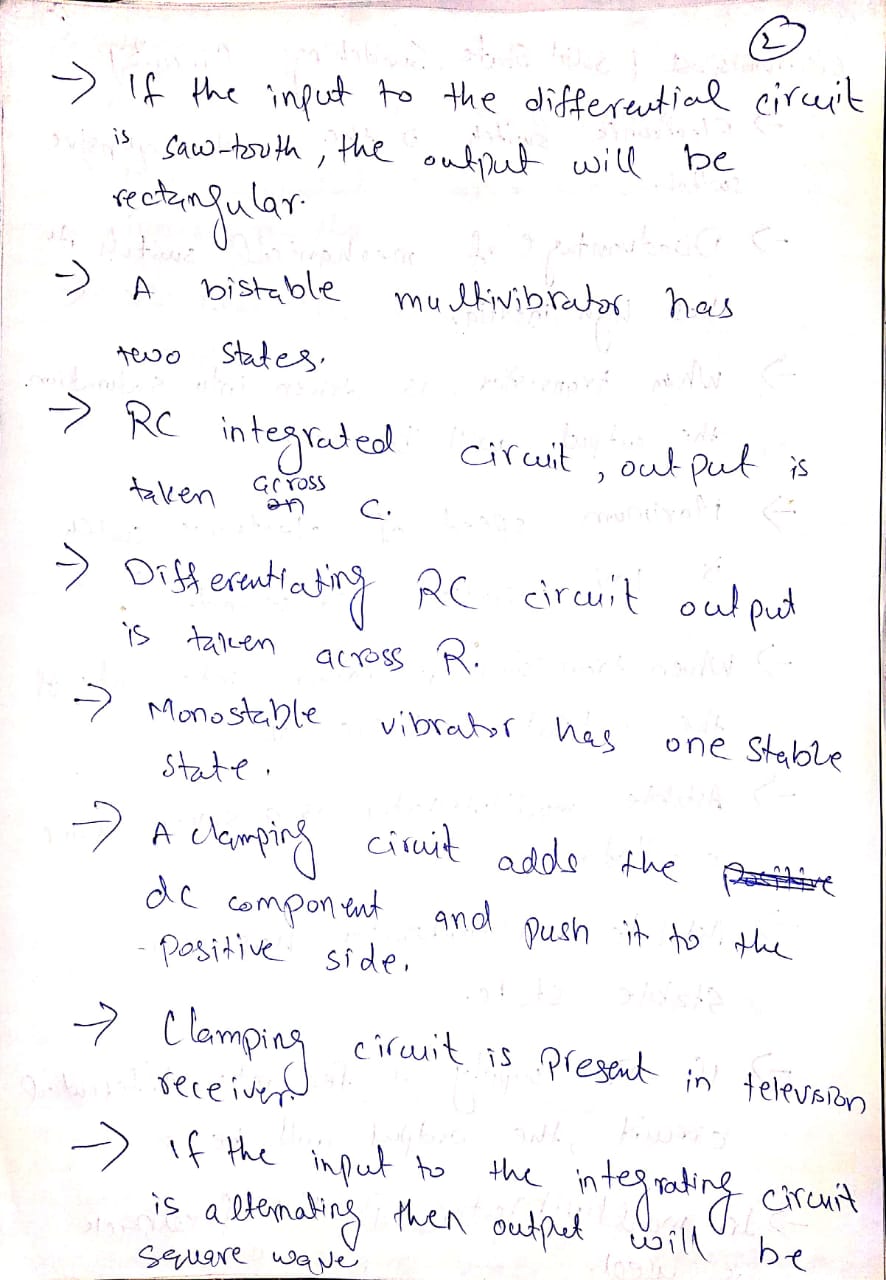 2
→ If the input to the differential circuit
is saw-tooth, the output will be
rectangular.
→ A bistable multivibrator has
two states.
→ RC integrated circuit, output is
taken across on C.
→ Differentiating RC circuit output
is taken across R.
→ Monostable vibrator has one stable
state.
→ A clamping ciruit adds the positive
dc component and push it to the
positive side.
→ Clamping circuit is present in televsion
receiver.
→ If the input to the integrating circuit
is alternating then output will be
square wave